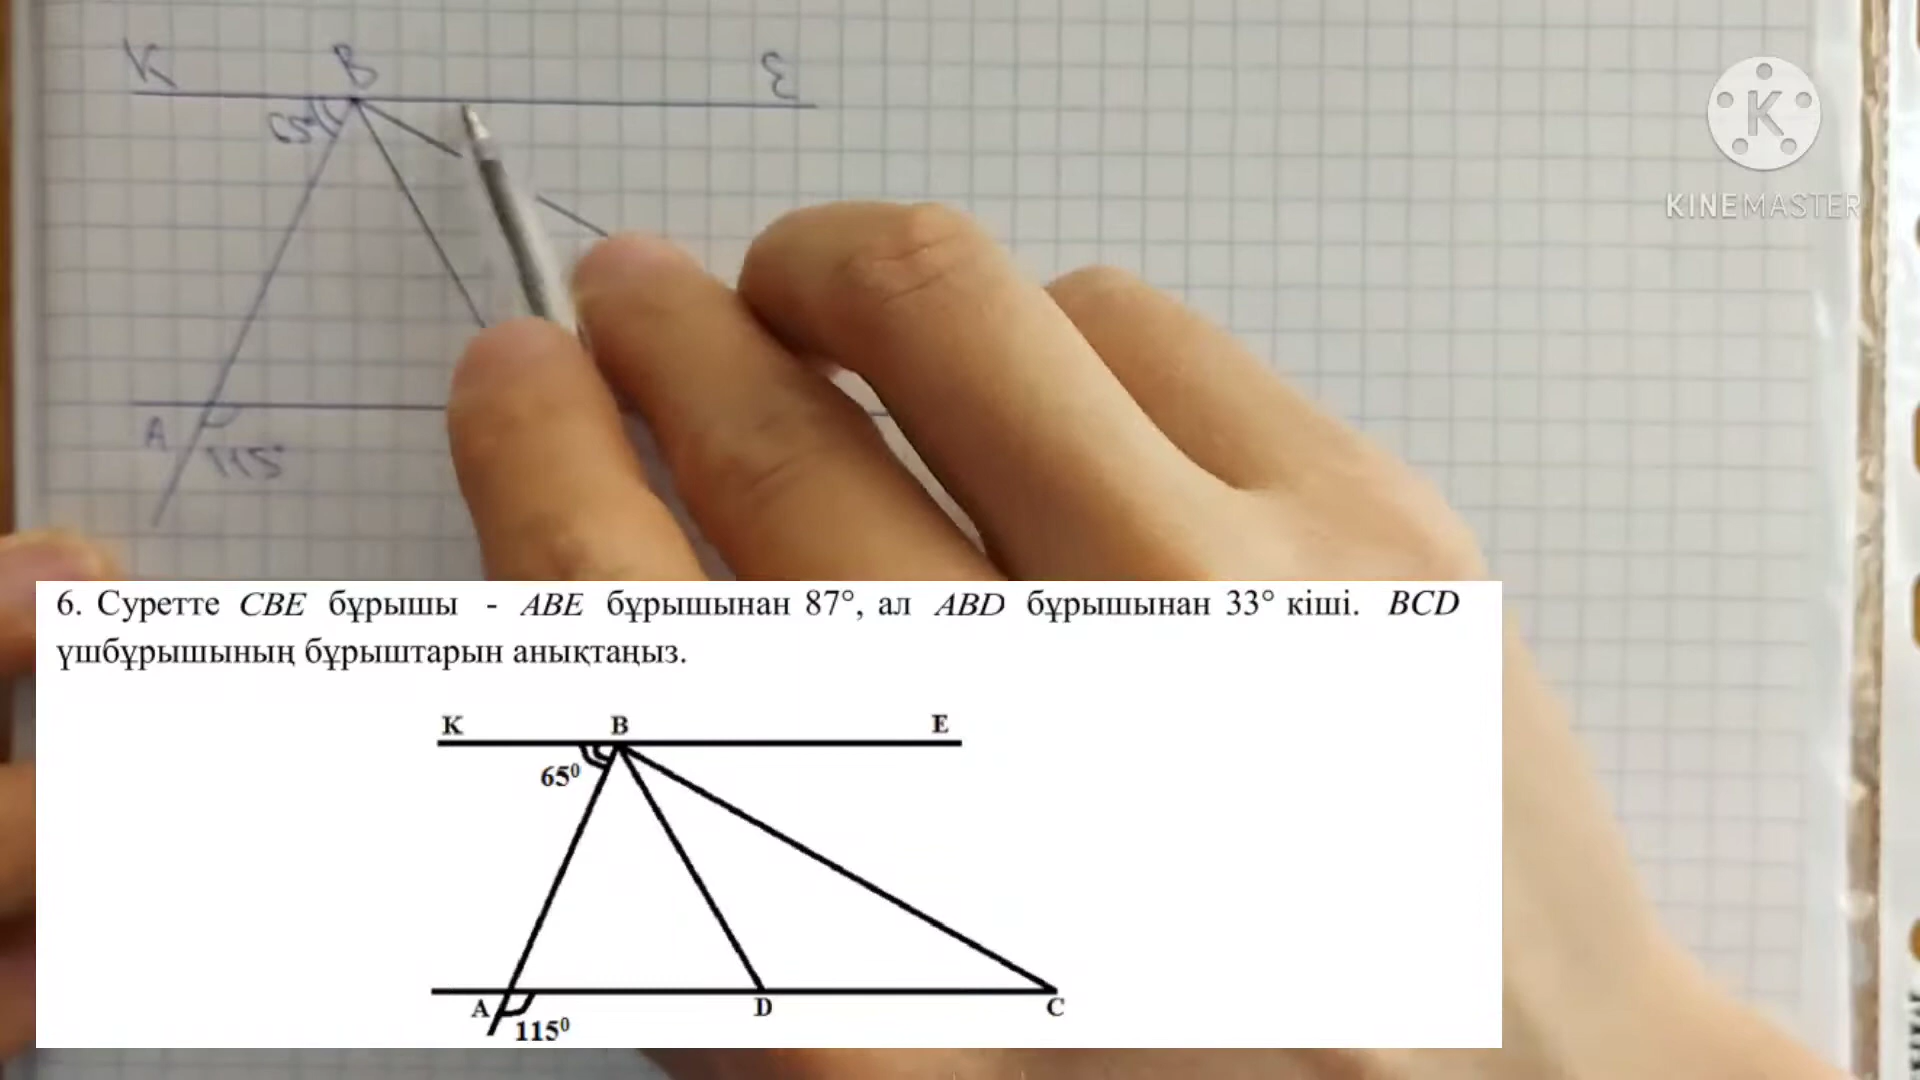 К В Е
65°
А
115°
K
KINEMASTER
6. Суретте CBE бұрышы - ABE бұрышынан 87°, ал ABD бұрышынан 33° кіші. BCD
үшбұрышының бұрыштарын анықтаңыз.
K B E
65⁰
A D C
115⁰